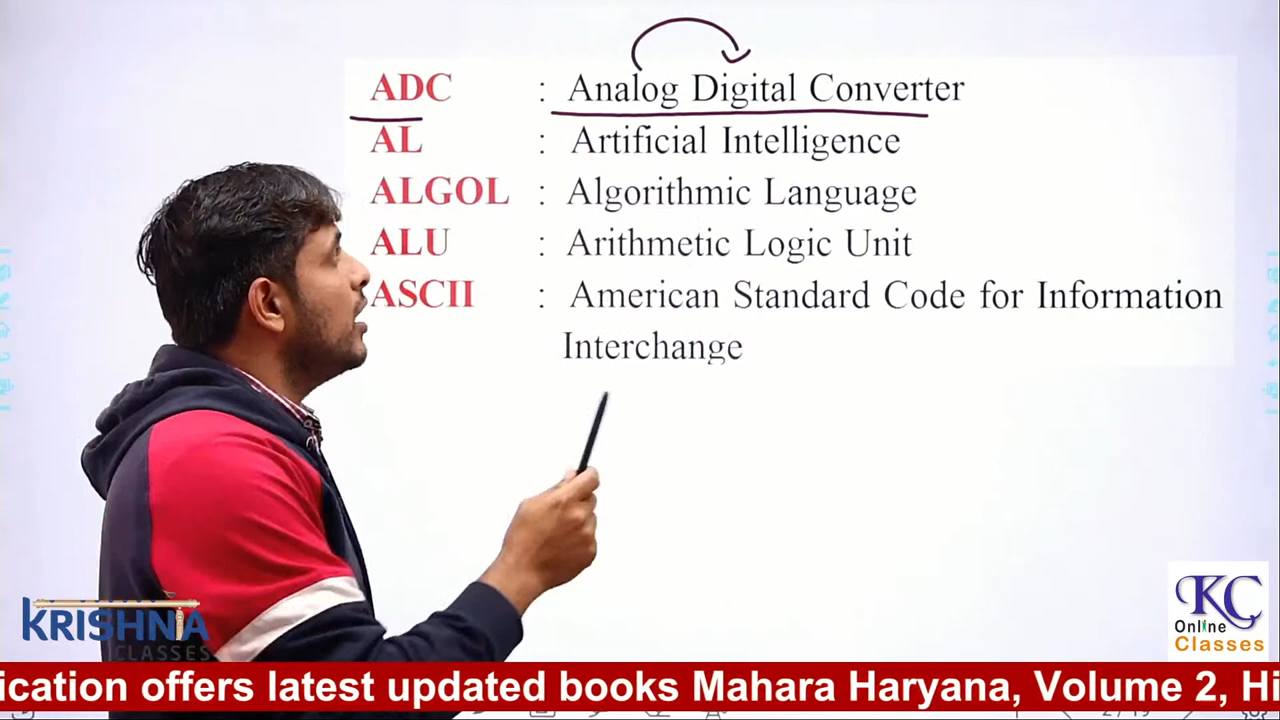 ADC : Analog Digital Converter
AL : Artificial Intelligence
ALGOL : Algorithmic Language
ALU : Arithmetic Logic Unit
ASCII : American Standard Code for Information
Interchange
KRISHNA
CLASSES
KC
Online
Classes
ication offers latest updated books Mahara Haryana, Volume 2, Hi